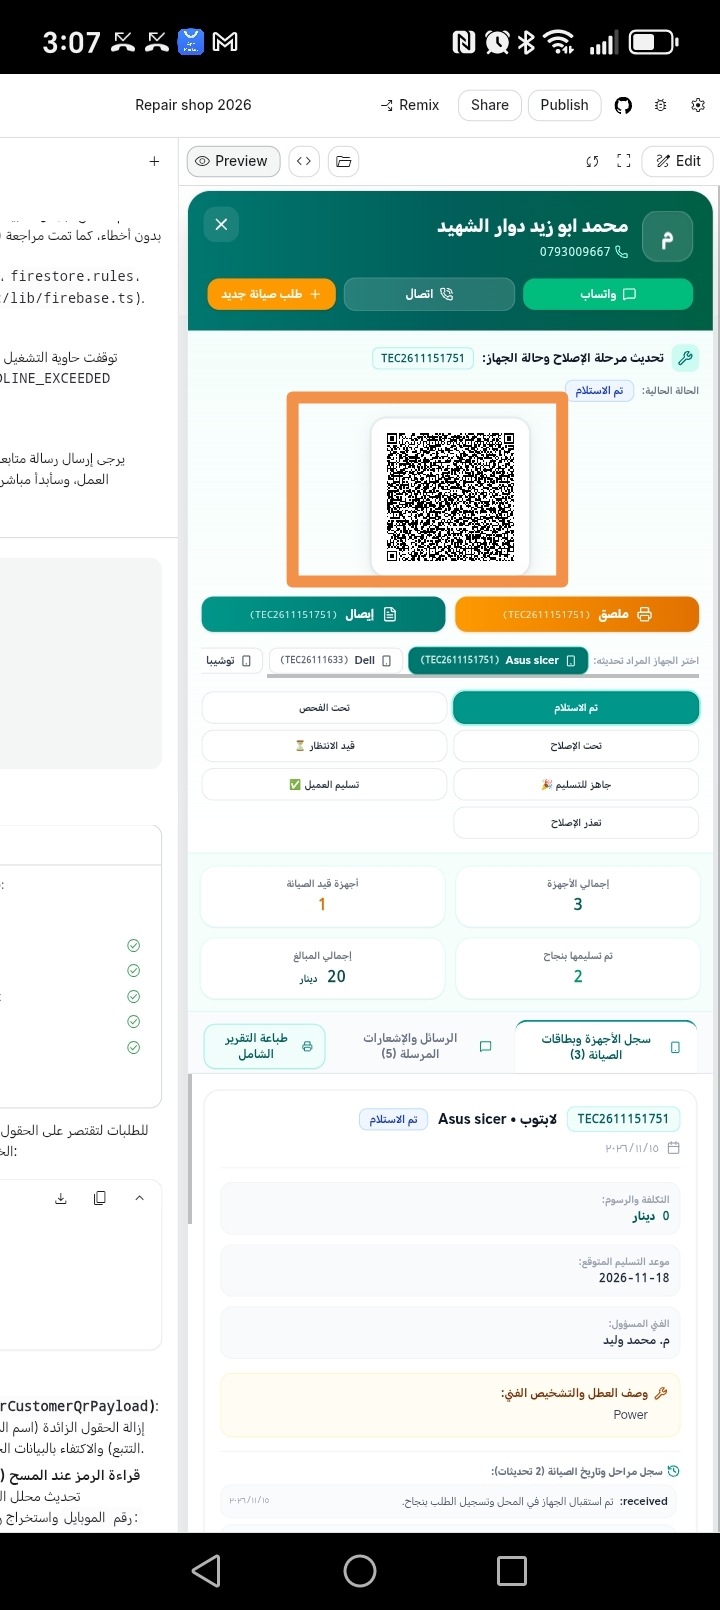 3:07
Repair shop 2026
Remix
Share
Publish
Preview
Edit
بدون أخطاء، كما تمت مراجعة
firestore.rules.
/lib/firebase.ts).
توقفت حاوية التشغيل
DLINE_EXCEEDED
يرجى إرسال رسالة متابعة
العمل، وسأبدأ مباشر
للطلبات لتقتصر على الحقول
rCustomerQrPayload):
إزالة الحقول الزائدة (اسم
التتبع) والاكتفاء بالبيانات
قراءة الرمز عند المسح
تحديث محلل
رقم الموبايل واستخراج
م
محمد ابو زيد دوار الشهيد
0793009667
واتساب
اتصال
طلب صيانة جديد
تحديث مرحلة الإصلاح وحالة الجهاز: TEC2611151751
الحالة الحالية: تم الاستلام
ملصق (TEC2611151751)
إيصال (TEC2611151751)
اختر الجهاز المراد تحديثه:
Asus sicer (TEC2611151751)
Dell (TEC26111633)
توشيبا
تم الاستلام
تحت الفحص
تحت الإصلاح
قيد الانتظار ⏳
جاهز للتسليم 🎉
تسليم العميل ✅
تعذر الإصلاح
إجمالي الأجهزة
3
أجهزة قيد الصيانة
1
تم تسليمها بنجاح
2
إجمالي المبالغ
20 دينار
سجل الأجهزة وبطاقات
الصيانة (3)
الرسائل والإشعارات
المرسلة (5)
طباعة التقرير
الشامل
TEC2611151751 لابتوب • Asus sicer تم الاستلام
١٥/‏١١/‏٢٠٢٦
التكلفة والرسوم:
0 دينار
موعد التسليم المتوقع:
2026-11-18
الفني المسؤول:
م. محمد وليد
وصف العطل والتشخيص الفني:
Power
سجل مراحل وتاريخ الصيانة (2 تحديثات):
received: تم استقبال الجهاز في المحل وتسجيل الطلب بنجاح.
١٥/‏١١/‏٢٠٢٦